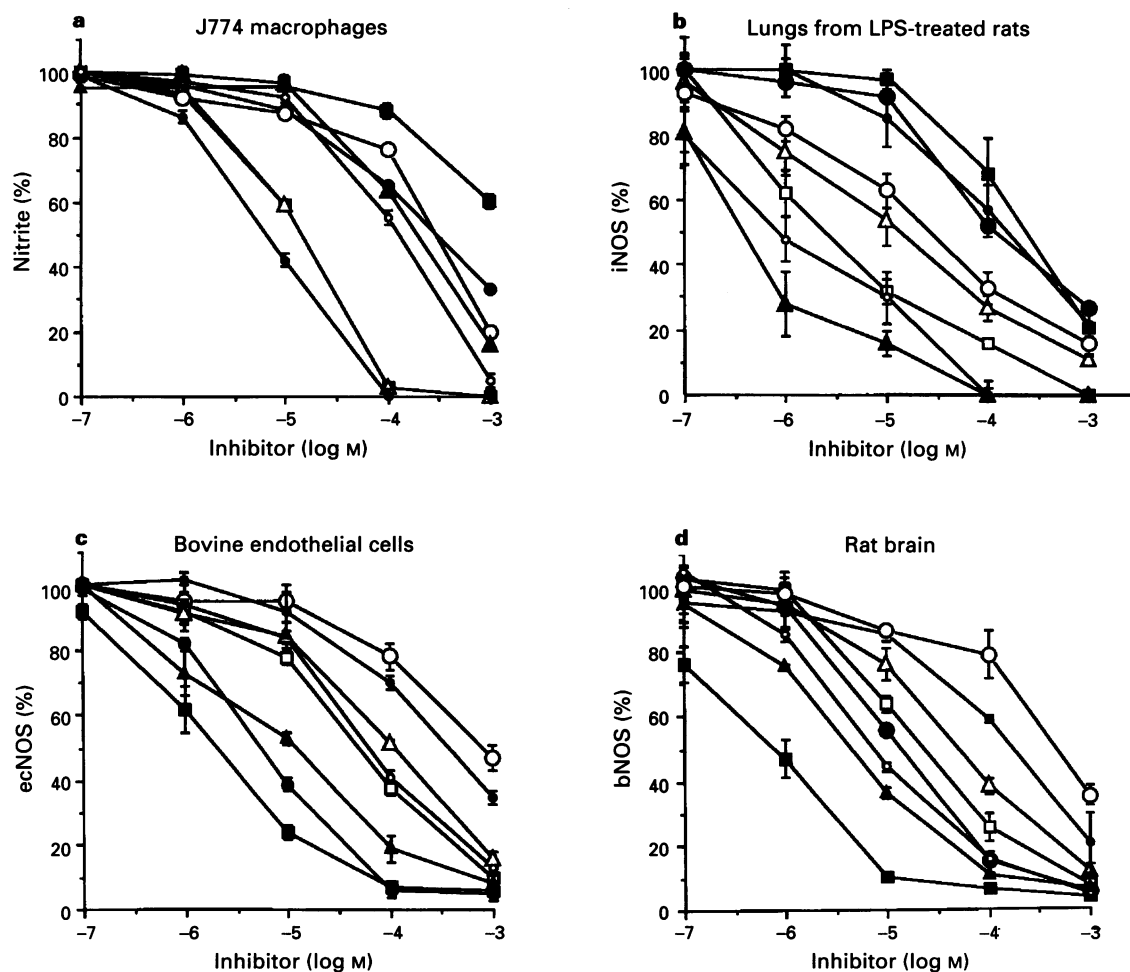 a
J774 macrophages
100
80
60
40
20
0
Nitrite (%)
–7 –6 –5 –4 –3
Inhibitor (log M)
b
Lungs from LPS-treated rats
100
80
60
40
20
0
iNOS (%)
–7 –6 –5 –4 –3
Inhibitor (log M)
c
Bovine endothelial cells
100
80
60
40
20
0
ecNOS (%)
–7 –6 –5 –4 –3
Inhibitor (log M)
d
Rat brain
100
80
60
40
20
0
bNOS (%)
–7 –6 –5 –4 –3
Inhibitor (log M)